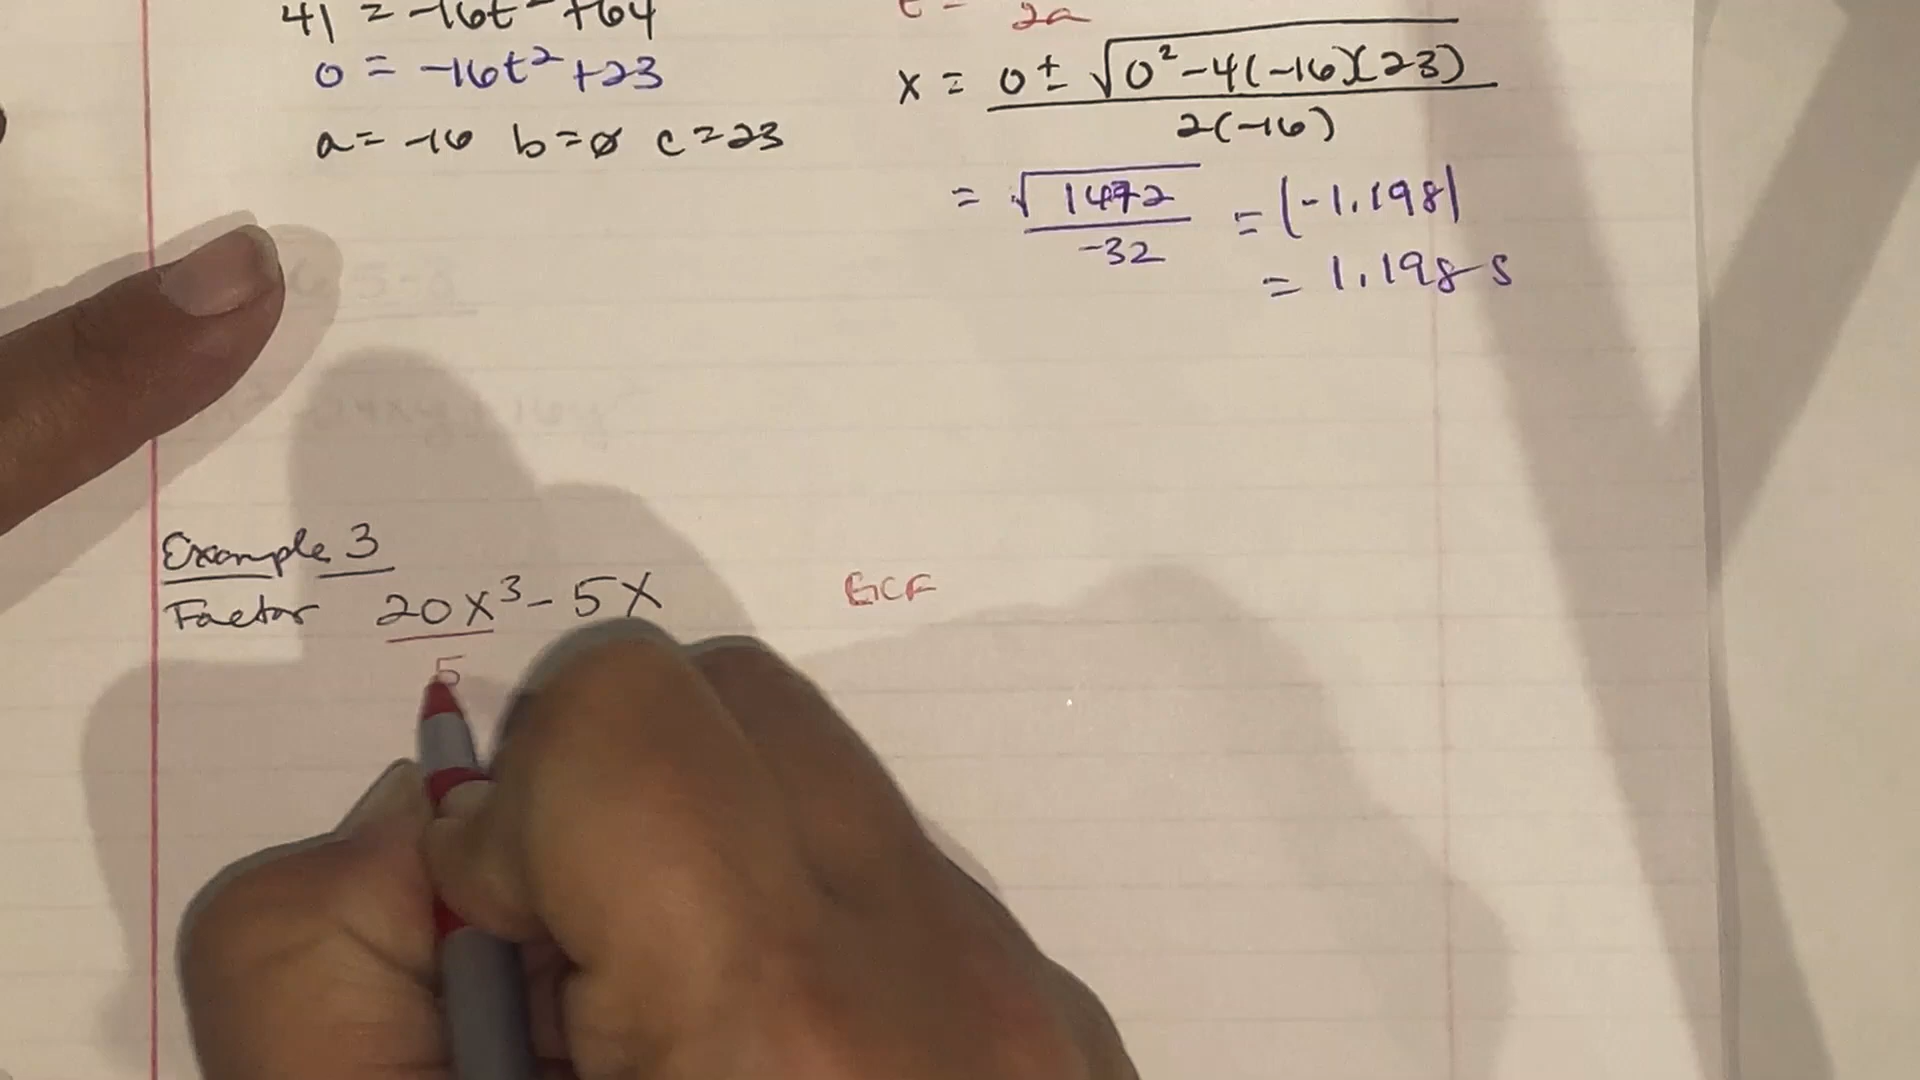 41 = -16t² + 64
0 = -16t² + 23
a = -16 b = 0 c = 23
2a
x = 0 ± √0² - 4(-16)(23)
2(-16)
= √1472
-32
= |-1.198|
= 1.198 s
Example 3
Factor 20x³ - 5x
GCF
5